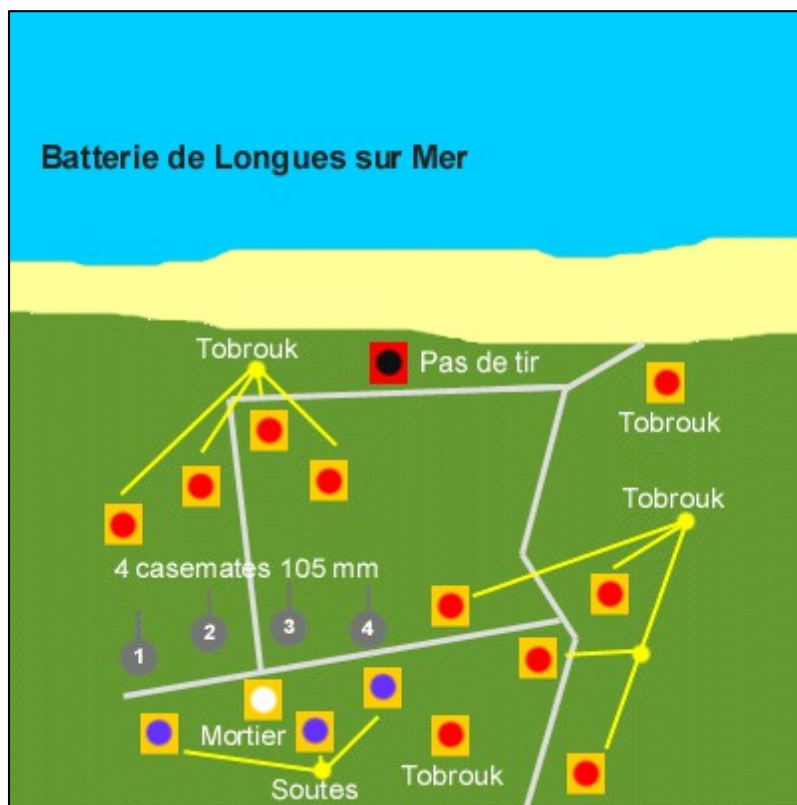 Batterie de Longues sur Mer
Tobrouk
Pas de tir
Tobrouk
Tobrouk
4 casemates 105 mm
1
2
3
4
Mortier
Tobrouk
Soutes